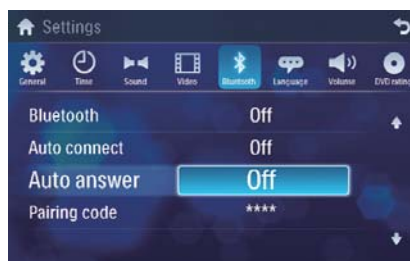 Settings
General Time Sound Video Bluetooth Language Volume DVD rating
Bluetooth Off
Auto connect Off
Auto answer Off
Pairing code ****